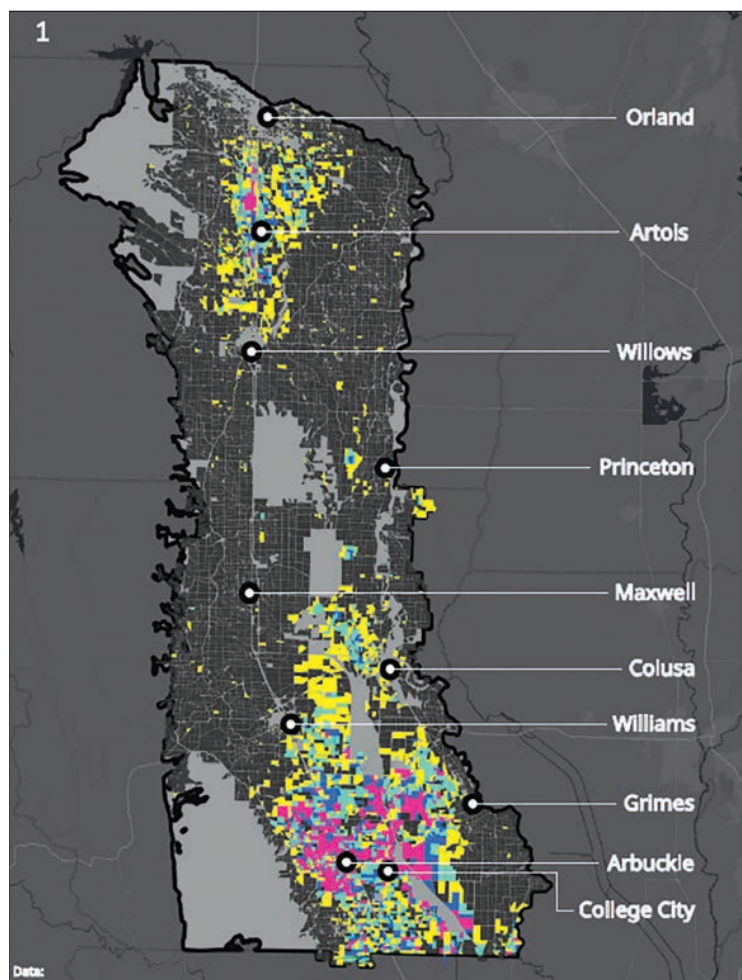 1
Orland
Artois
Willows
Princeton
Maxwell
Colusa
Williams
Grimes
Arbuckle
College City
Data: